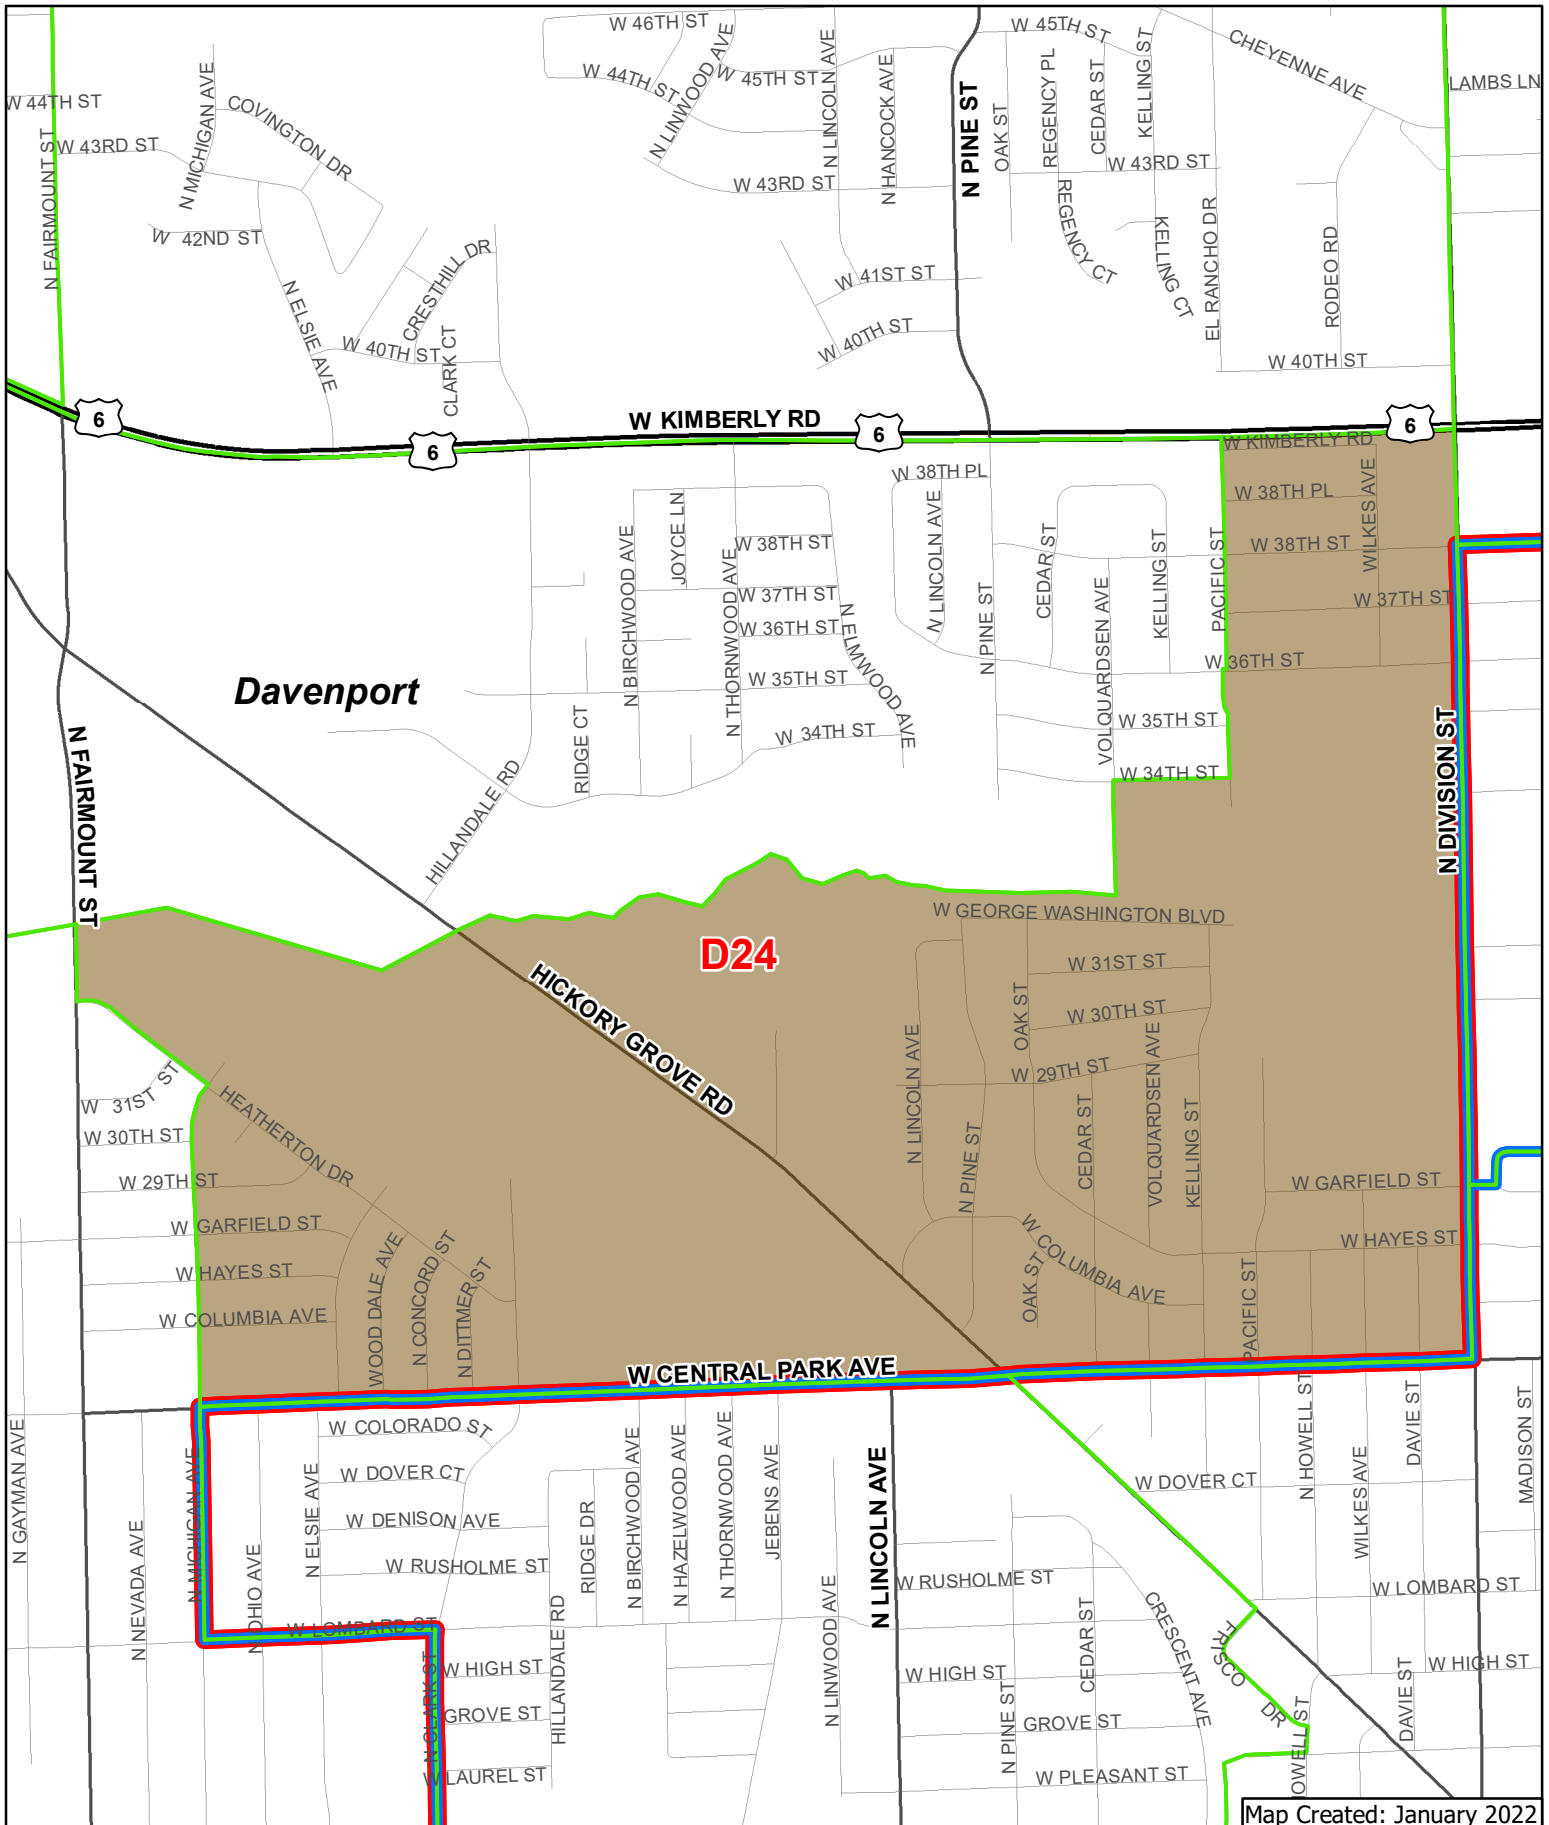 W 46TH ST
W 45TH ST
CHEYENNE AVE
W 44TH ST
N LINWOOD AVE
W 45TH ST
N LINCOLN AVE
N HANCOCK AVE
N PINE ST
OAK ST
REGENCY PL
CEDAR ST
KELLING ST
LAMBS LN
W 44TH ST
N MICHIGAN AVE
COVINGTON DR
W 43RD ST
N FAIRMOUNT ST
W 43RD ST
W 43RD ST
W 42ND ST
REGENCY CT
KELLING CT
EL RANCHO DR
RODEO RD
N ELSIE AVE
CRESTHILL DR
W 41ST ST
W 40TH ST
CLARK CT
W 40TH ST
W 40TH ST
6
W KIMBERLY RD
6
6
6
W KIMBERLY RD
W 38TH PL
W 38TH PL
WILKES AVE
N BIRCHWOOD AVE
JOYCE LN
N THORNWOOD AVE
W 38TH ST
N LINCOLN AVE
N PINE ST
CEDAR ST
VOLQUARDSEN AVE
KELLING ST
PACIFIC ST
W 38TH ST
W 37TH ST
W 37TH ST
W 36TH ST
N ELMWOOD AVE
W 36TH ST
Davenport
W 35TH ST
W 35TH ST
N DIVISION ST
RIDGE CT
W 34TH ST
W 34TH ST
N FAIRMOUNT ST
HILLANDALE RD
W GEORGE WASHINGTON BLVD
D24
HICKORY GROVE RD
W 31ST ST
OAK ST
W 30TH ST
N LINCOLN AVE
W 29TH ST
VOLQUARDSEN AVE
W 31ST ST
HEATHERTON DR
W 30TH ST
CEDAR ST
KELLING ST
N PINE ST
W 29TH ST
W GARFIELD ST
W GARFIELD ST
W HAYES ST
W COLUMBIA AVE
W HAYES ST
WOOD DALE AVE
N CONCORD ST
N DITTMER ST
OAK ST
PACIFIC ST
W COLUMBIA AVE
W CENTRAL PARK AVE
N GAYMAN AVE
N NEVADA AVE
N MICHIGAN AVE
N OHIO AVE
N ELSIE AVE
W COLORADO ST
W DOVER CT
W DENISON AVE
W RUSHOLME ST
RIDGE DR
N BIRCHWOOD AVE
N HAZELWOOD AVE
N THORNWOOD AVE
JEBENS AVE
N LINWOOD AVE
N LINCOLN AVE
W DOVER CT
N HOWELL ST
WILKES AVE
DAVIE ST
MADISON ST
W RUSHOLME ST
W LOMBARD ST
W LOMBARD ST
HILLANDALE RD
CEDAR ST
CRESCENT AVE
FRISCO DR
N CLARK ST
W HIGH ST
W HIGH ST
W HIGH ST
DAVIE ST
GROVE ST
N PINE ST
GROVE ST
HOWELL ST
W LAUREL ST
W PLEASANT ST
Map Created: January 2022